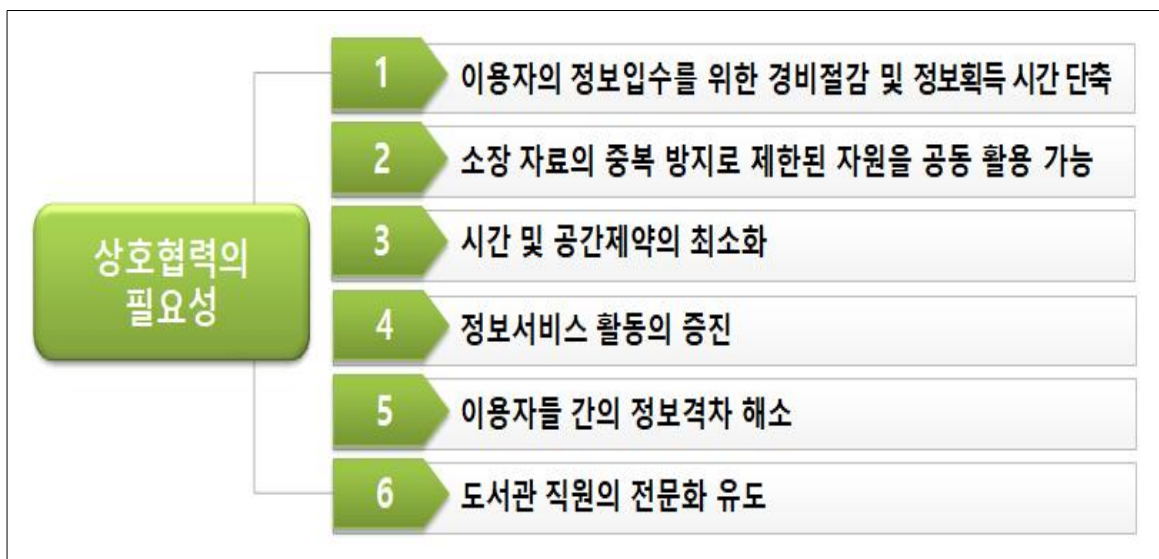 상호협력의
필요성
1 이용자의 정보입수를 위한 경비절감 및 정보획득 시간 단축
2 소장 자료의 중복 방지로 제한된 자원을 공동 활용 가능
3 시간 및 공간제약의 최소화
4 정보서비스 활동의 증진
5 이용자들 간의 정보격차 해소
6 도서관 직원의 전문화 유도